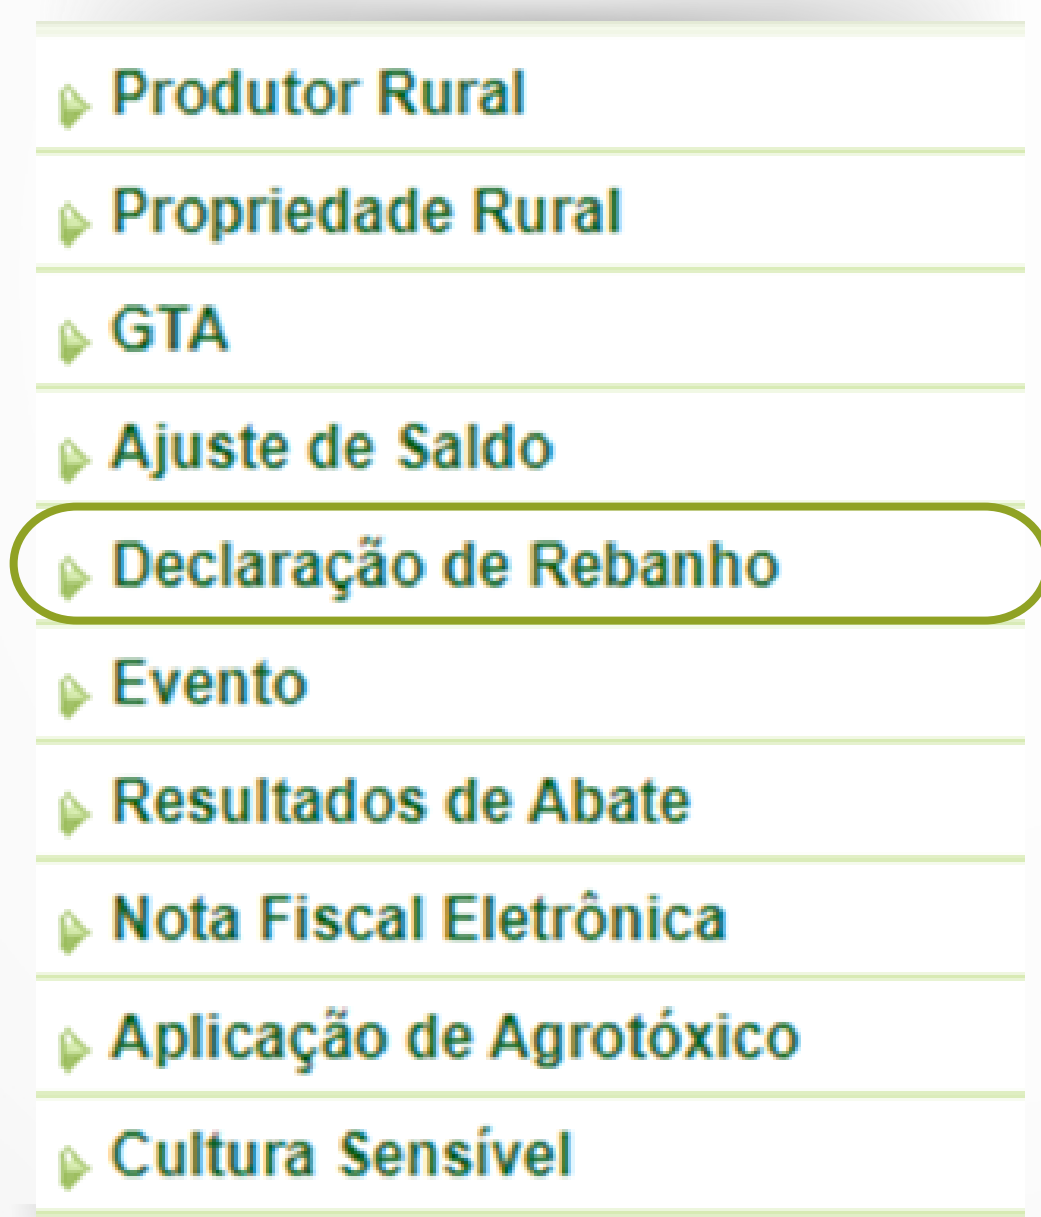 Produtor Rural
Propriedade Rural
GTA
Ajuste de Saldo
Declaração de Rebanho
Evento
Resultados de Abate
Nota Fiscal Eletrônica
Aplicação de Agrotóxico
Cultura Sensível